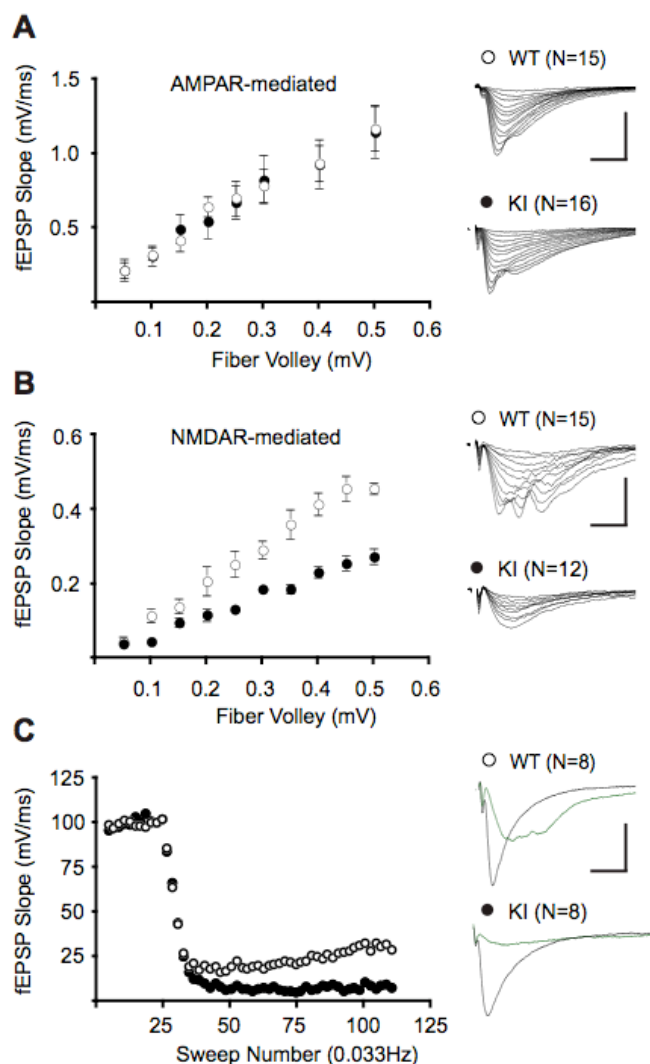 A
AMPAR-mediated
fEPSP Slope (mV/ms)
1.5
1.0
0.5
0.1 0.2 0.3 0.4 0.5 0.6
Fiber Volley (mV)
WT (N=15)
KI (N=16)
B
NMDAR-mediated
fEPSP Slope (mV/ms)
0.6
0.4
0.2
0.1 0.2 0.3 0.4 0.5 0.6
Fiber Volley (mV)
WT (N=15)
KI (N=12)
C
fEPSP Slope (mV/ms)
125
100
75
50
25
25 50 75 100 125
Sweep Number (0.033Hz)
WT (N=8)
KI (N=8)